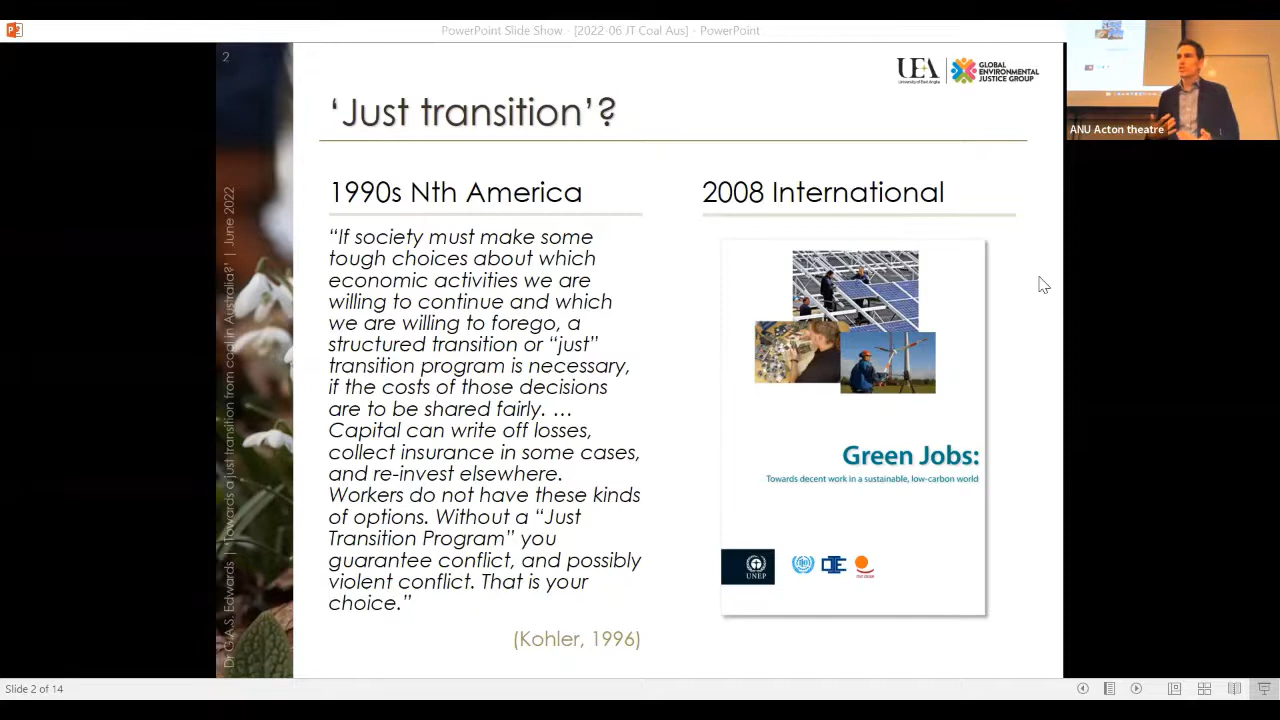 PowerPoint Slide Show - [2022-06 JT Coal Aus] - PowerPoint
2
UEA
University of East Anglia
GLOBAL
ENVIRONMENTAL
JUSTICE GROUP
ANU Acton theatre
'Just transition'?
1990s Nth America
"If society must make some
tough choices about which
economic activities we are
willing to continue and which
we are willing to forego, a
structured transition or "just"
transition program is necessary,
if the costs of those decisions
are to be shared fairly. …
Capital can write off losses,
collect insurance in some cases,
and re-invest elsewhere.
Workers do not have these kinds
of options. Without a "Just
Transition Program" you
guarantee conflict, and possibly
violent conflict. That is your
choice."
(Kohler, 1996)
2008 International
Green Jobs:
Towards decent work in a sustainable, low-carbon world
UNEP
Dr G.A.S. Edwards | 'Towards a just transition from coal in Australia?' | June 2022
Slide 2 of 14